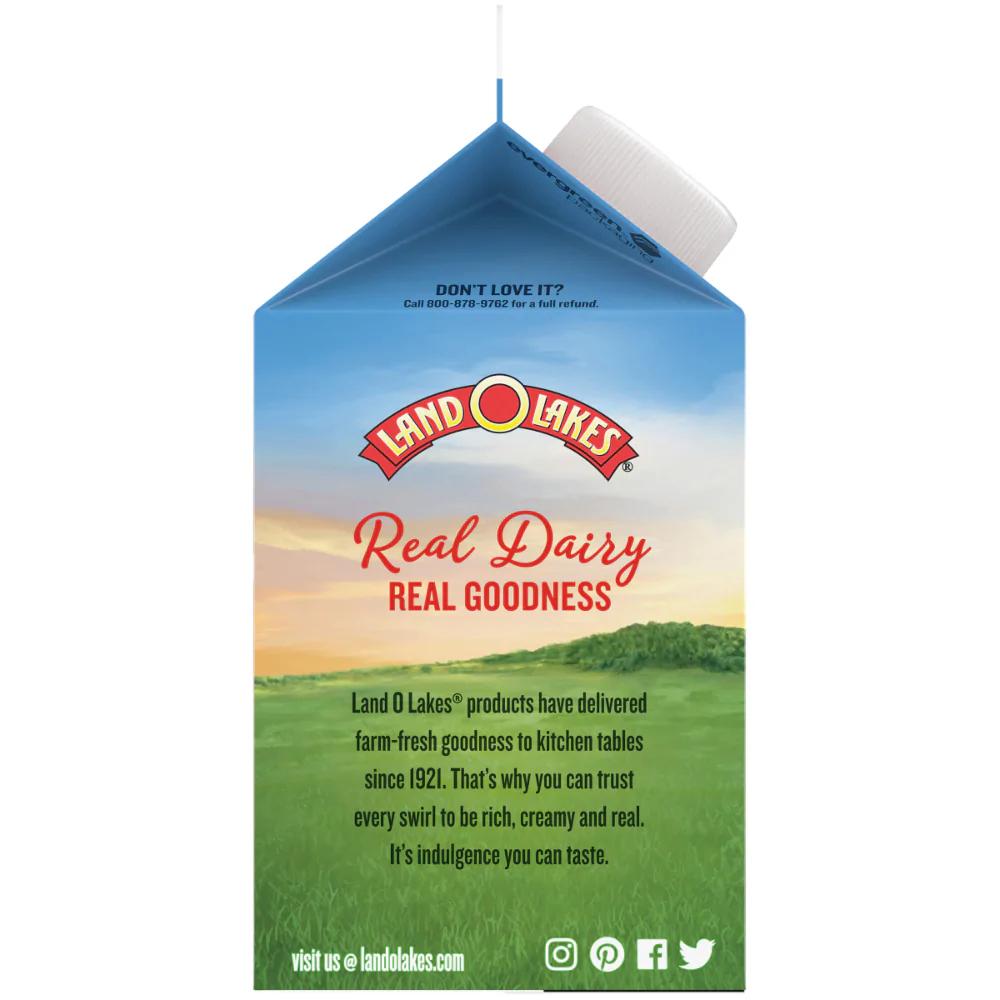 evergreen
packaging
DON'T LOVE IT?
Call 800-878-9762 for a full refund.
LAND O LAKES®
Real Dairy
REAL GOODNESS
Land O Lakes® products have delivered
farm-fresh goodness to kitchen tables
since 1921. That's why you can trust
every swirl to be rich, creamy and real.
It's indulgence you can taste.
visit us @ landolakes.com